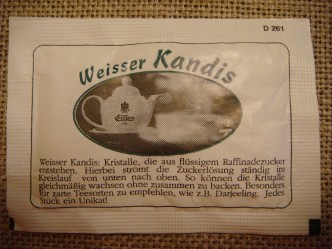 D 261
Weisser Kandis
Eilles
Weisser Kandis: Kristalle, die aus flüssigem Raffinadezucker
entstehen. Hierbei strömt die Zuckerlösung ständig im
Kreislauf von unten nach oben. So können die Kristalle
gleichmäßig wachsen ohne zusammen zu backen. Besonders
für zarte Teesorten zu empfehlen, wie z.B. Darjeeling. Jedes
Stück ein Unikat!